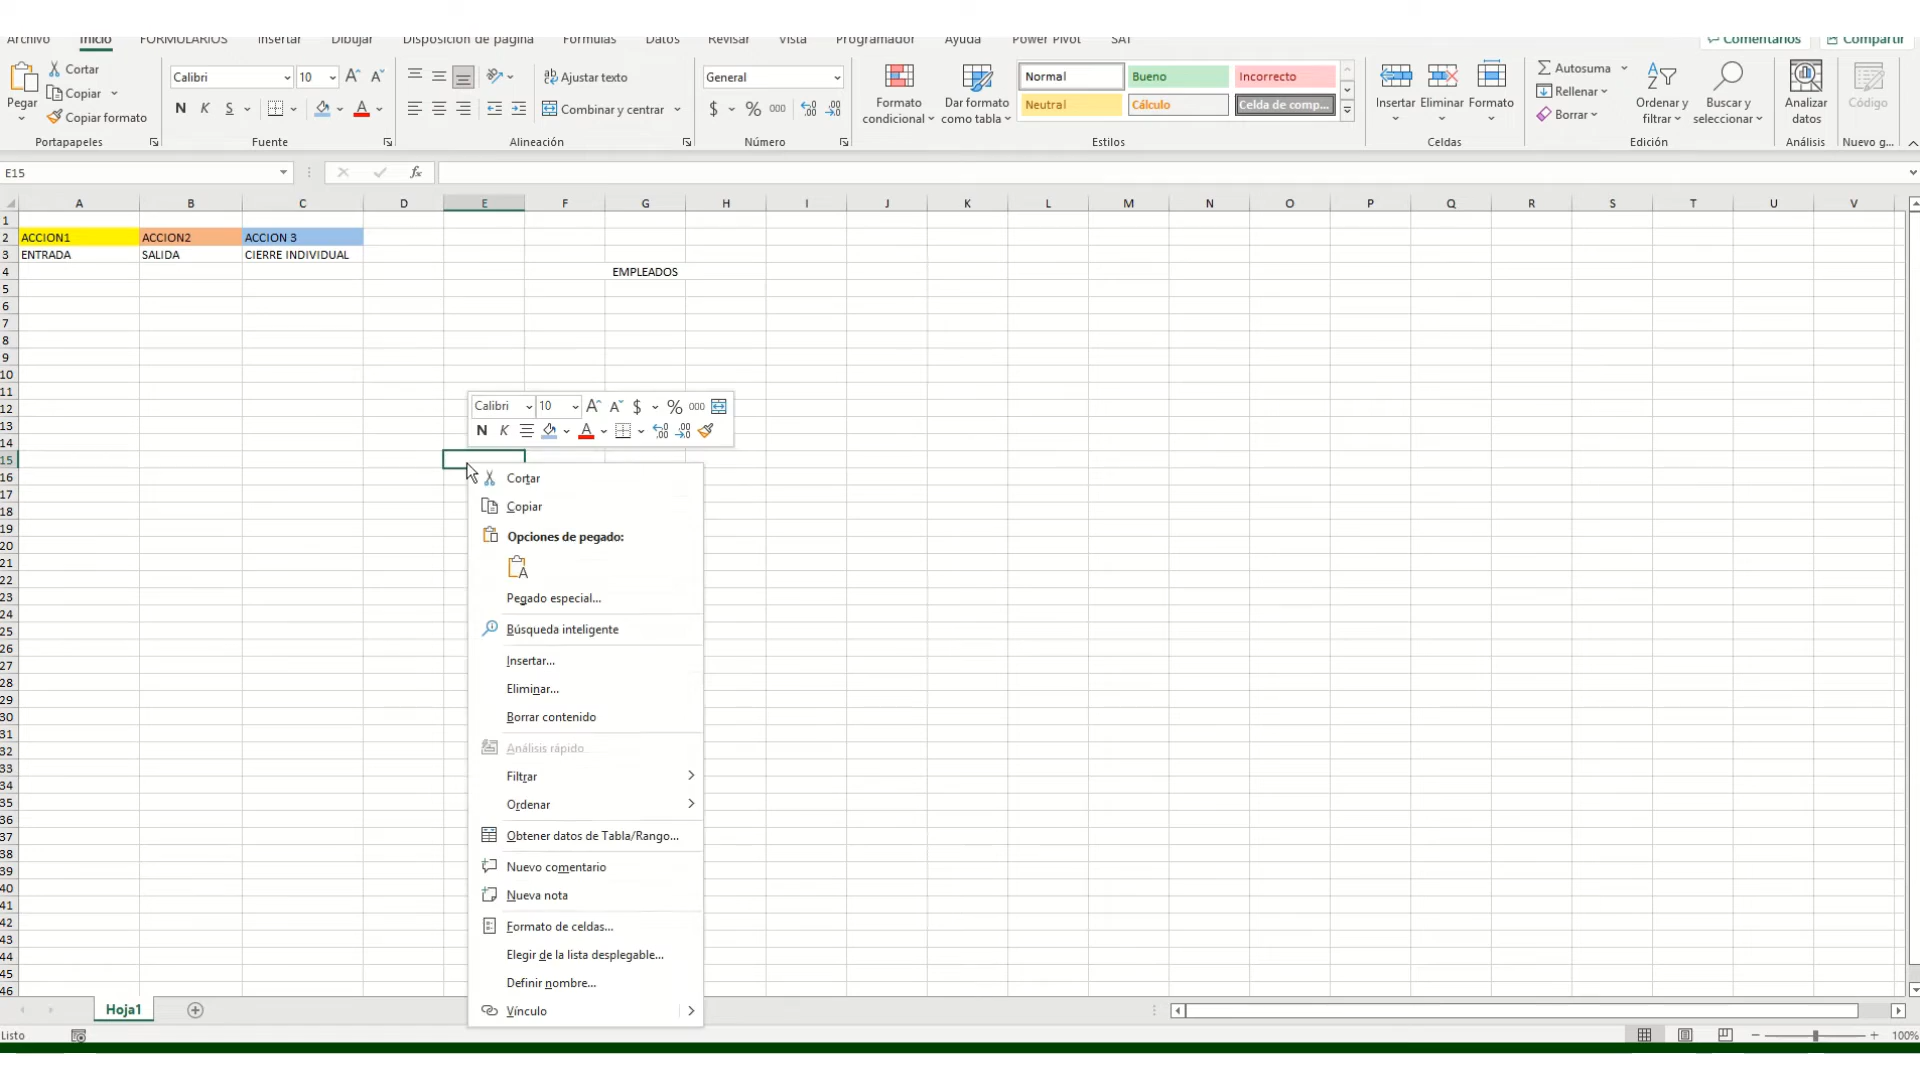 Archivo Inicio FORMULARIOS Insertar Dibujar Disposición de página Fórmulas Datos Revisar Vista Programador Ayuda Power Pivot SAT Comentarios Compartir
Pegar
Cortar
Copiar
Copiar formato
Portapapeles
Calibri 10
N K S
Fuente
Ajustar texto
Combinar y centrar
Alineación
General
$ % 000
Número
Formato condicional
Dar formato como tabla
Normal Bueno Incorrecto
Neutral Cálculo Celda de comp...
Estilos
Insertar Eliminar Formato
Celdas
Autosuma
Rellenar
Borrar
Ordenar y filtrar
Buscar y seleccionar
Edición
Analizar datos
Análisis
Código
Nuevo g...
E15
fx
A B C D E F G H I J K L M N O P Q R S T U V
1
2 ACCION1 ACCION2 ACCION 3
3 ENTRADA SALIDA CIERRE INDIVIDUAL
4 EMPLEADOS
5
6
7
8
9
10
11
12
13
14
15
16
17
18
19
20
21
22
23
24
25
26
27
28
29
30
31
32
33
34
35
36
37
38
39
40
41
42
43
44
45
46
Calibri 10 $ % 000
N K
Cortar
Copiar
Opciones de pegado:
Pegado especial...
Búsqueda inteligente
Insertar...
Eliminar...
Borrar contenido
Análisis rápido
Filtrar
Ordenar
Obtener datos de Tabla/Rango...
Nuevo comentario
Nueva nota
Formato de celdas...
Elegir de la lista desplegable...
Definir nombre...
Vínculo
Hoja1
Listo
100%